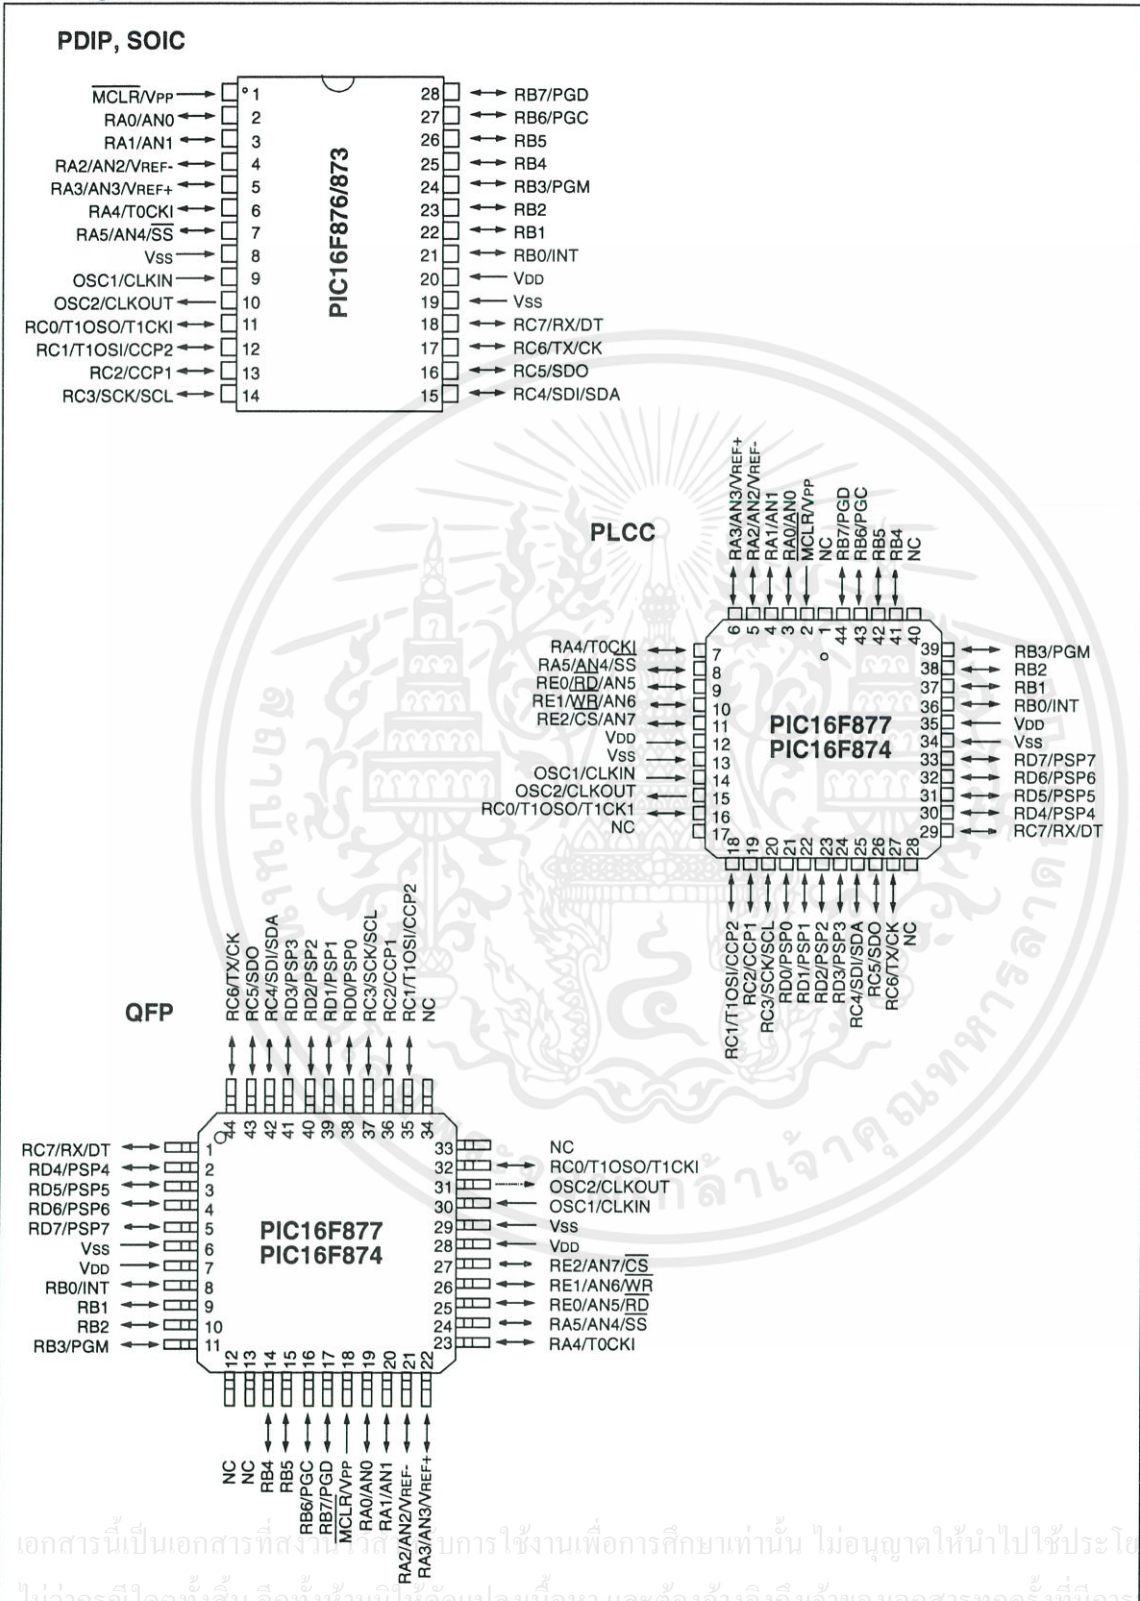 PDIP, SOIC
MCLR/VPP 1
RA0/AN0 2
RA1/AN1 3
RA2/AN2/VREF- 4
RA3/AN3/VREF+ 5
RA4/T0CKI 6
RA5/AN4/SS 7
VSS 8
OSC1/CLKIN 9
OSC2/CLKOUT 10
RC0/T1OSO/T1CKI 11
RC1/T1OSI/CCP2 12
RC2/CCP1 13
RC3/SCK/SCL 14
PIC16F876/873
28 RB7/PGD
27 RB6/PGC
26 RB5
25 RB4
24 RB3/PGM
23 RB2
22 RB1
21 RB0/INT
20 VDD
19 VSS
18 RC7/RX/DT
17 RC6/TX/CK
16 RC5/SDO
15 RC4/SDI/SDA
PLCC
RA3/AN3/VREF+ 6
RA2/AN2/VREF- 5
RA1/AN1 4
RA0/AN0 3
MCLR/VPP 2
NC 1
RB7/PGD 44
RB6/PGC 43
RB5 42
RB4 41
NC 40
RA4/T0CKI 7
RA5/AN4/SS 8
RE0/RD/AN5 9
RE1/WR/AN6 10
RE2/CS/AN7 11
VDD 12
VSS 13
OSC1/CLKIN 14
OSC2/CLKOUT 15
RC0/T1OSO/T1CK1 16
NC 17
PIC16F877
PIC16F874
39 RB3/PGM
38 RB2
37 RB1
36 RB0/INT
35 VDD
34 VSS
33 RD7/PSP7
32 RD6/PSP6
31 RD5/PSP5
30 RD4/PSP4
29 RC7/RX/DT
18 RC1/T1OSI/CCP2
19 RC2/CCP1
20 RC3/SCK/SCL
21 RD0/PSP0
22 RD1/PSP1
23 RD2/PSP2
24 RD3/PSP3
25 RC4/SDI/SDA
26 RC5/SDO
27 RC6/TX/CK
28 NC
QFP
RC6/TX/CK 44
RC5/SDO 43
RC4/SDI/SDA 42
RD3/PSP3 41
RD2/PSP2 40
RD1/PSP1 39
RD0/PSP0 38
RC3/SCK/SCL 37
RC2/CCP1 36
RC1/T1OSI/CCP2 35
NC 34
RC7/RX/DT 1
RD4/PSP4 2
RD5/PSP5 3
RD6/PSP6 4
RD7/PSP7 5
VSS 6
VDD 7
RB0/INT 8
RB1 9
RB2 10
RB3/PGM 11
PIC16F877
PIC16F874
33 NC
32 RC0/T1OSO/T1CKI
31 OSC2/CLKOUT
30 OSC1/CLKIN
29 VSS
28 VDD
27 RE2/AN7/CS
26 RE1/AN6/WR
25 RE0/AN5/RD
24 RA5/AN4/SS
23 RA4/T0CKI
12 NC
13 NC
14 RB4
15 RB5
16 RB6/PGC
17 RB7/PGD
18 MCLR/VPP
19 RA0/AN0
20 RA1/AN1
21 RA2/AN2/VREF-
22 RA3/AN3/VREF+
เอกสารนี้เป็นเอกสารที่สงวนไว้สำหรับการใช้งานเพื่อการศึกษาเท่านั้น ไม่อนุญาตให้นำไปใช้ประโย